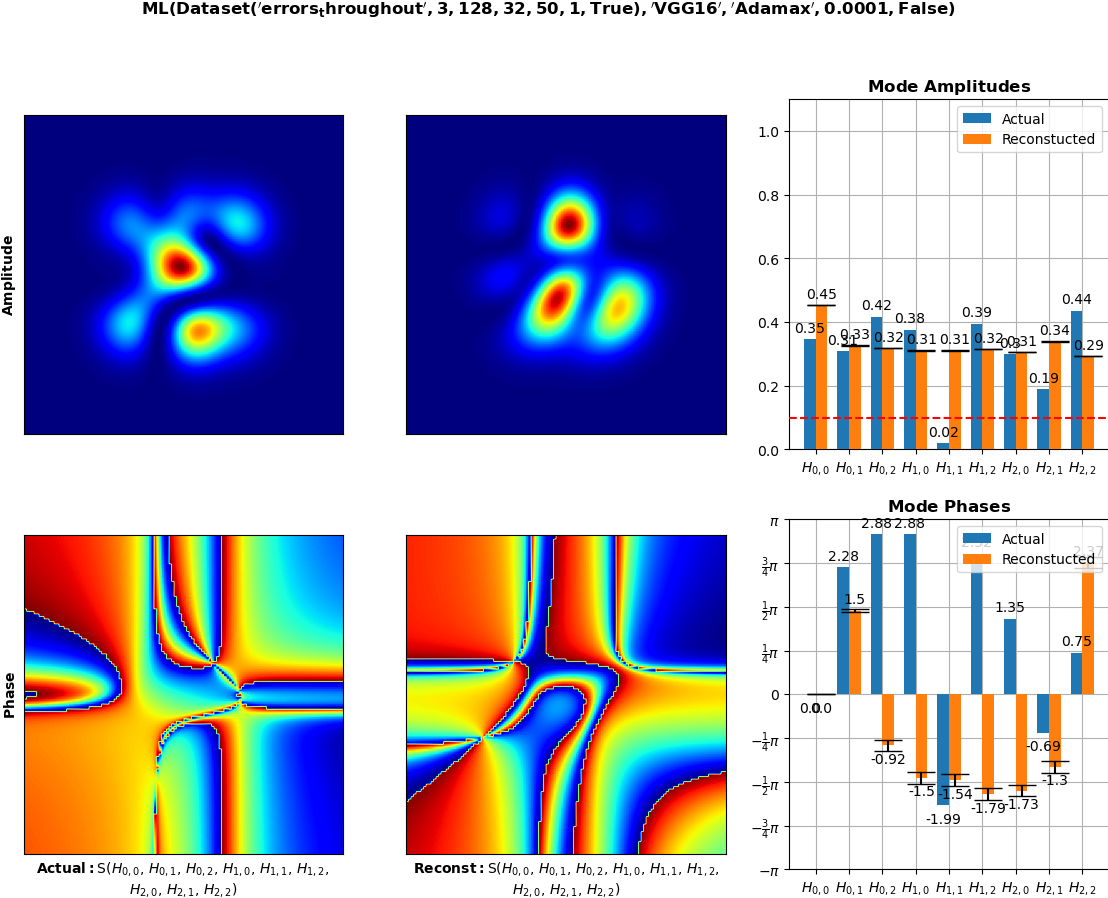 ML(Dataset('errors_throughout', 3, 128, 32, 50, 1, True), 'VGG16', 'Adamax', 0.0001, False)
Mode Amplitudes
Actual
Reconstucted
1.0
0.8
0.6
0.4
0.2
0.0
0.35 0.31 0.42 0.38 0.02 0.39 0.3 0.19 0.44
0.45 0.33 0.32 0.31 0.31 0.32 0.31 0.34 0.29
H0,0 H0,1 H0,2 H1,0 H1,1 H1,2 H2,0 H2,1 H2,2
Amplitude
Mode Phases
Actual
Reconstucted
π
3/4π
1/2π
1/4π
0
−1/4π
−1/2π
−3/4π
−π
0.0 2.28 2.88 2.88 -1.99 1.35 -0.69 0.75
0.0 1.5 -0.92 -1.5 -1.54 -1.79 -1.73 -1.3 2.37
H0,0 H0,1 H0,2 H1,0 H1,1 H1,2 H2,0 H2,1 H2,2
Phase
Actual: S(H0,0, H0,1, H0,2, H1,0, H1,1, H1,2,
H2,0, H2,1, H2,2)
Reconst: S(H0,0, H0,1, H0,2, H1,0, H1,1, H1,2,
H2,0, H2,1, H2,2)